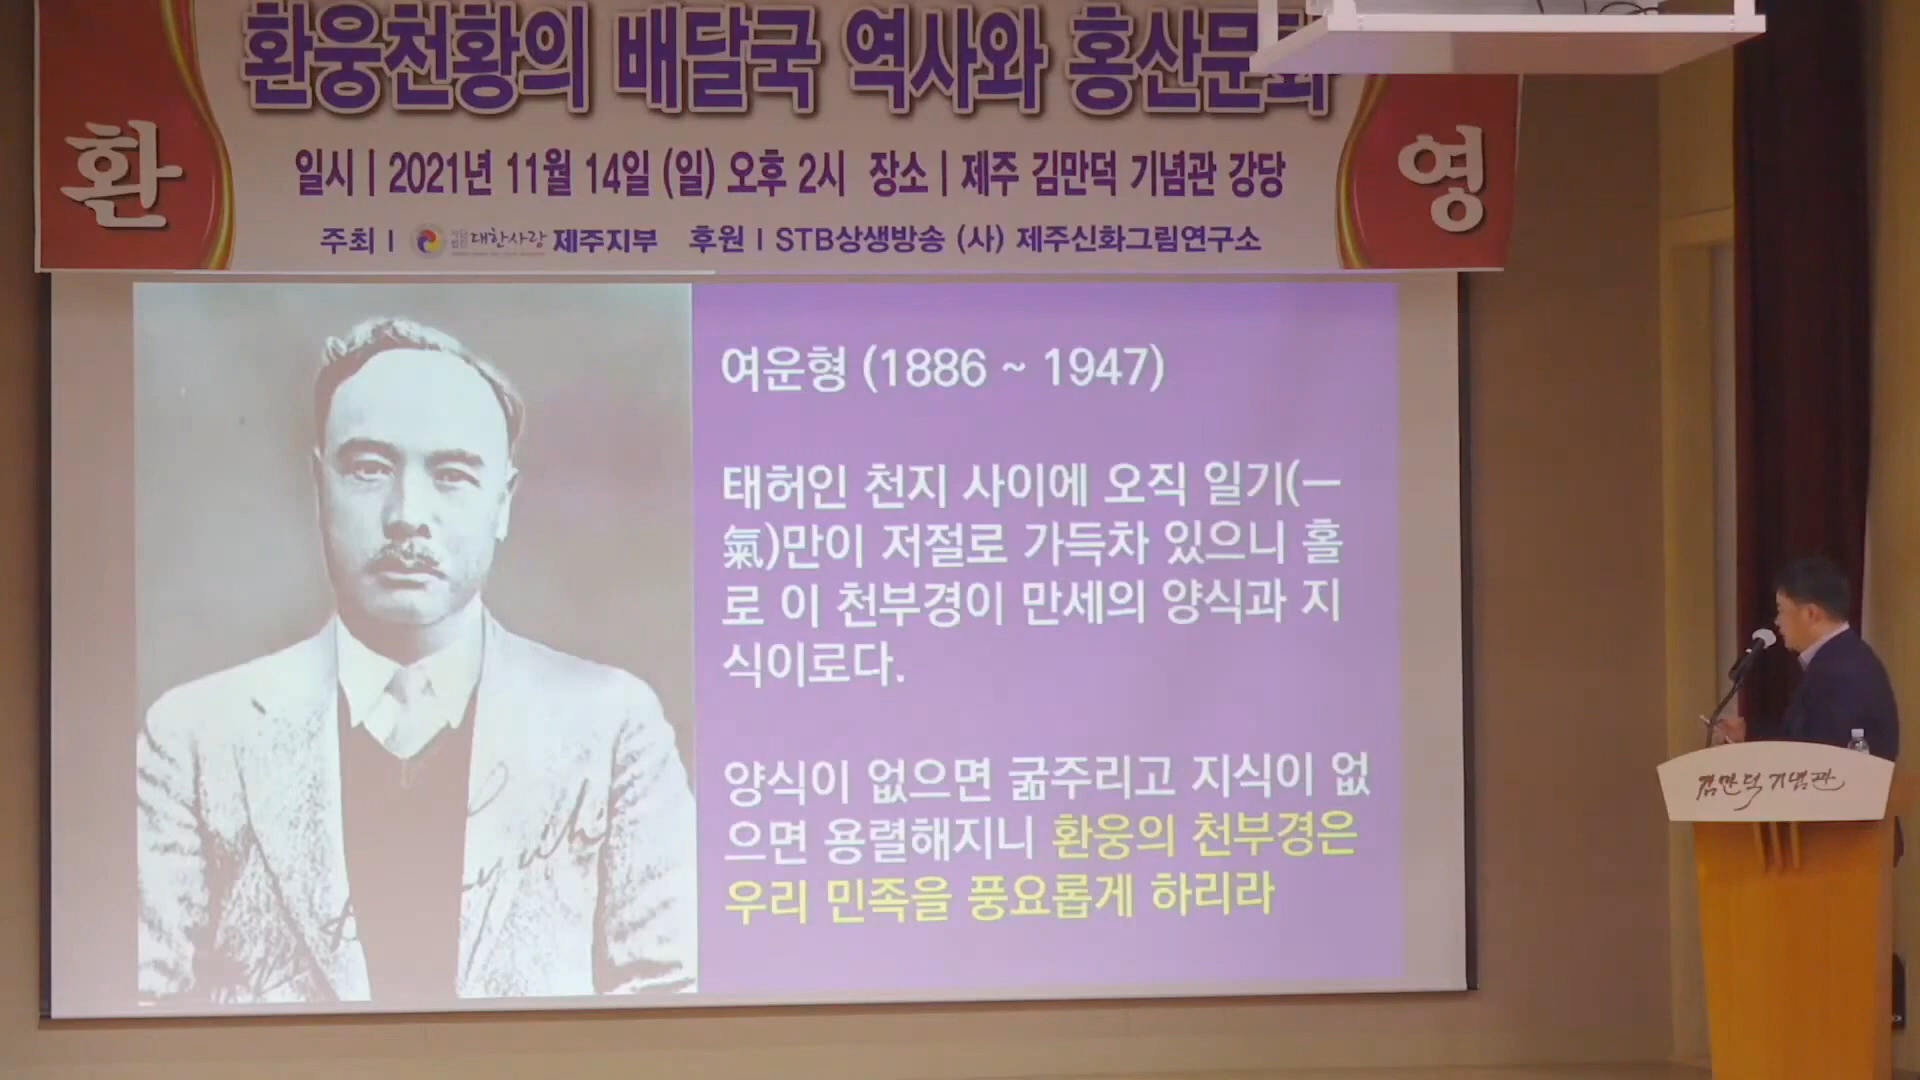 환웅천황의 배달국 역사와 홍산문화
환
영
일시 | 2021년 11월 14일 (일) 오후 2시 장소 | 제주 김만덕 기념관 강당
주최 | 대한사랑 제주지부 후원 | STB상생방송 (사) 제주신화그림연구소
여운형 (1886 ~ 1947)
태허인 천지 사이에 오직 일기(一
氣)만이 저절로 가득차 있으니 홀
로 이 천부경이 만세의 양식과 지
식이로다.
양식이 없으면 굶주리고 지식이 없
으면 용렬해지니 환웅의 천부경은
우리 민족을 풍요롭게 하리라
김만덕기념관